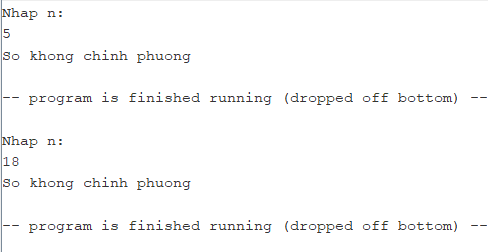 Nhap n:
5
So khong chinh phuong
-- program is finished running (dropped off bottom) --
Nhap n:
18
So khong chinh phuong
-- program is finished running (dropped off bottom) --